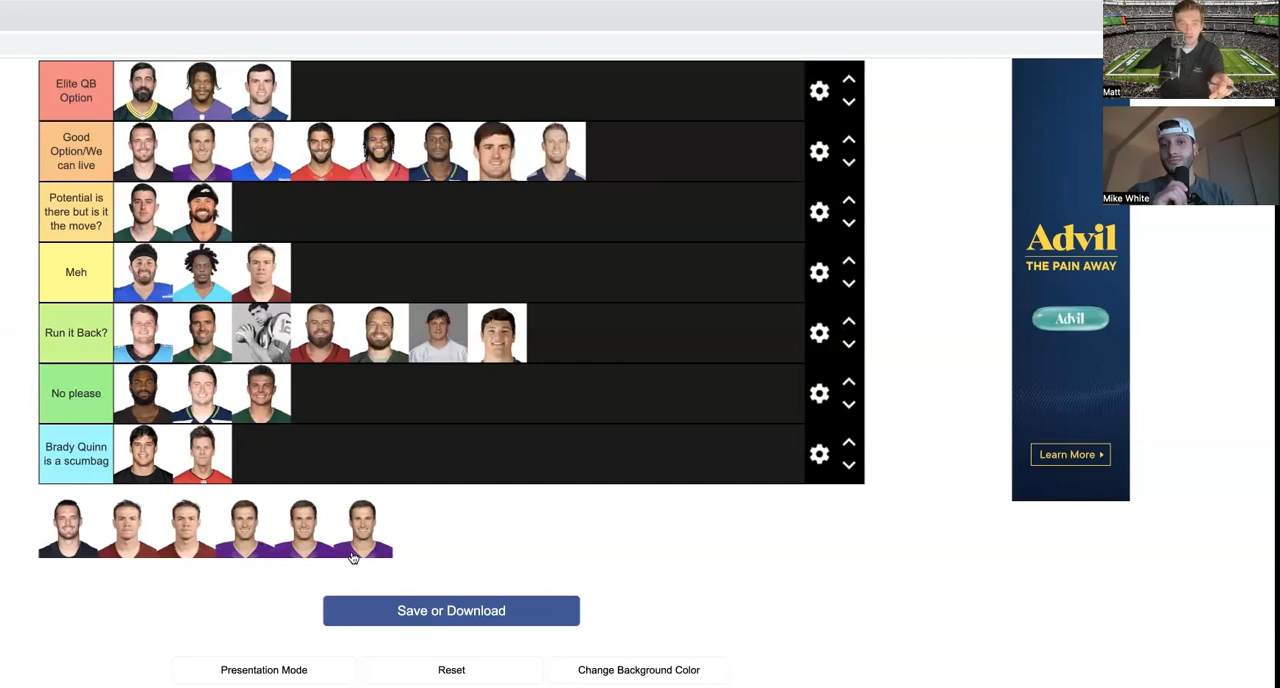 Matt
Elite QB
Option
Good
Option/We
can live
Potential is
there but is it
the move?
Meh
Run it Back?
No please
Brady Quinn
is a scumbag
Mike White
Advil
THE PAIN AWAY
Advil
Learn More
Save or Download
Presentation Mode
Reset
Change Background Color